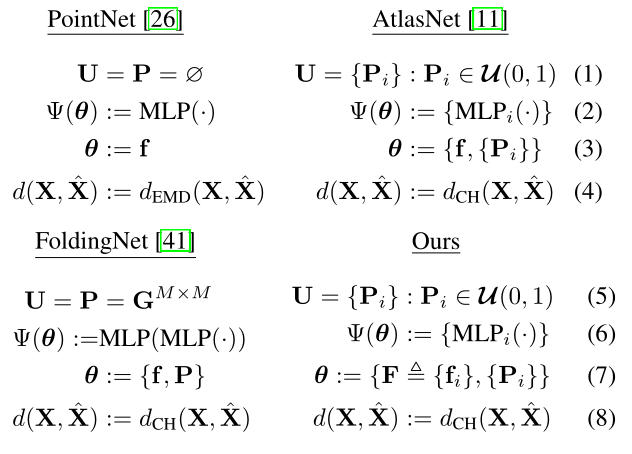 PointNet [26] AtlasNet [11]
U = P = ∅ U = {P_i} : P_i ∈ 𝓤(0, 1) (1)
Ψ(θ) := MLP(·) Ψ(θ) := {MLP_i(·)} (2)
θ := f θ := {f, {P_i}} (3)
d(X, X̂) := d_EMD(X, X̂) d(X, X̂) := d_CH(X, X̂) (4)
FoldingNet [41] Ours
U = P = G^{M×M} U = {P_i} : P_i ∈ 𝓤(0, 1) (5)
Ψ(θ) :=MLP(MLP(·)) Ψ(θ) := {MLP_i(·)} (6)
θ := {f, P} θ := {F ≜ {f_i}, {P_i}} (7)
d(X, X̂) := d_CH(X, X̂) d(X, X̂) := d_CH(X, X̂) (8)